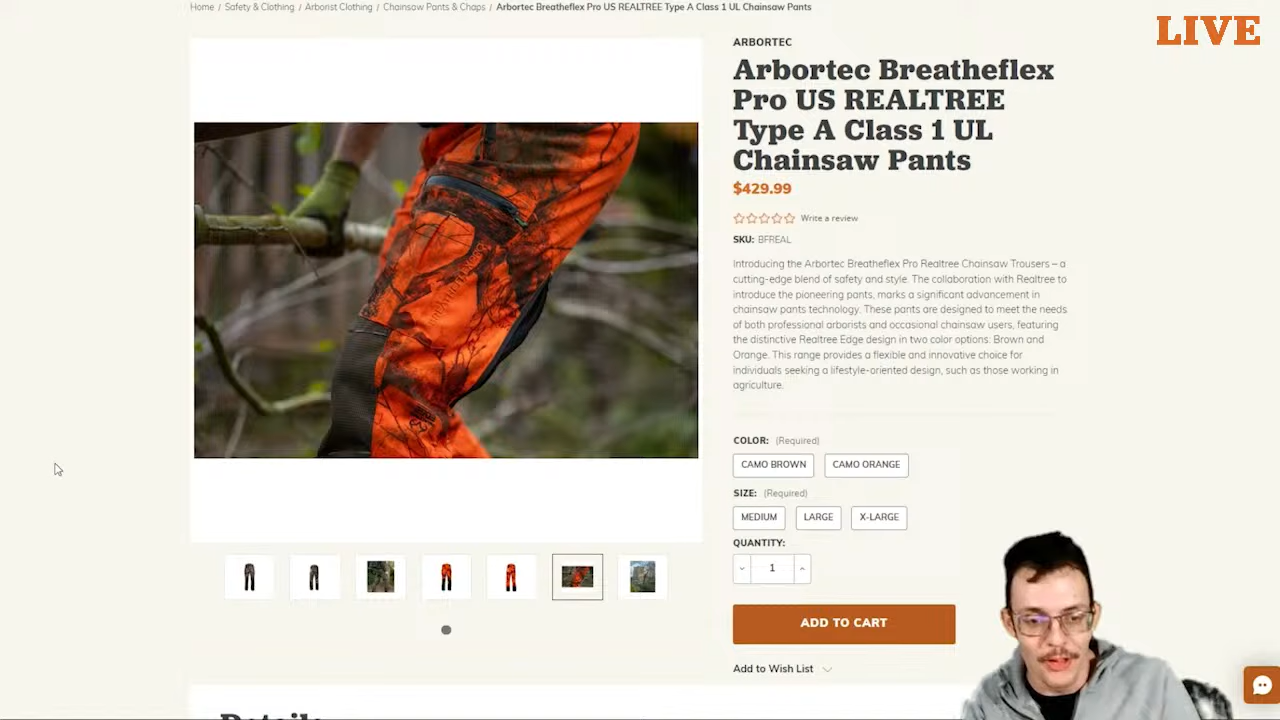 Home / Safety & Clothing / Arborist Clothing / Chainsaw Pants & Chaps / Arbortec Breatheflex Pro US REALTREE Type A Class 1 UL Chainsaw Pants
LIVE
ARBORTEC
Arbortec Breatheflex
Pro US REALTREE
Type A Class 1 UL
Chainsaw Pants
$429.99
Write a review
SKU: BFREAL
Introducing the Arbortec Breatheflex Pro Realtree Chainsaw Trousers – a
cutting-edge blend of safety and style. The collaboration with Realtree to
introduce the pioneering pants, marks a significant advancement in
chainsaw pants technology. These pants are designed to meet the needs
of both professional arborists and occasional chainsaw users, featuring
the distinctive Realtree Edge design in two color options: Brown and
Orange. This range provides a flexible and innovative choice for
individuals seeking a lifestyle-oriented design, such as those working in
agriculture.
COLOR: (Required)
CAMO BROWN CAMO ORANGE
SIZE: (Required)
MEDIUM LARGE X-LARGE
QUANTITY:
1
ADD TO CART
Add to Wish List
Details